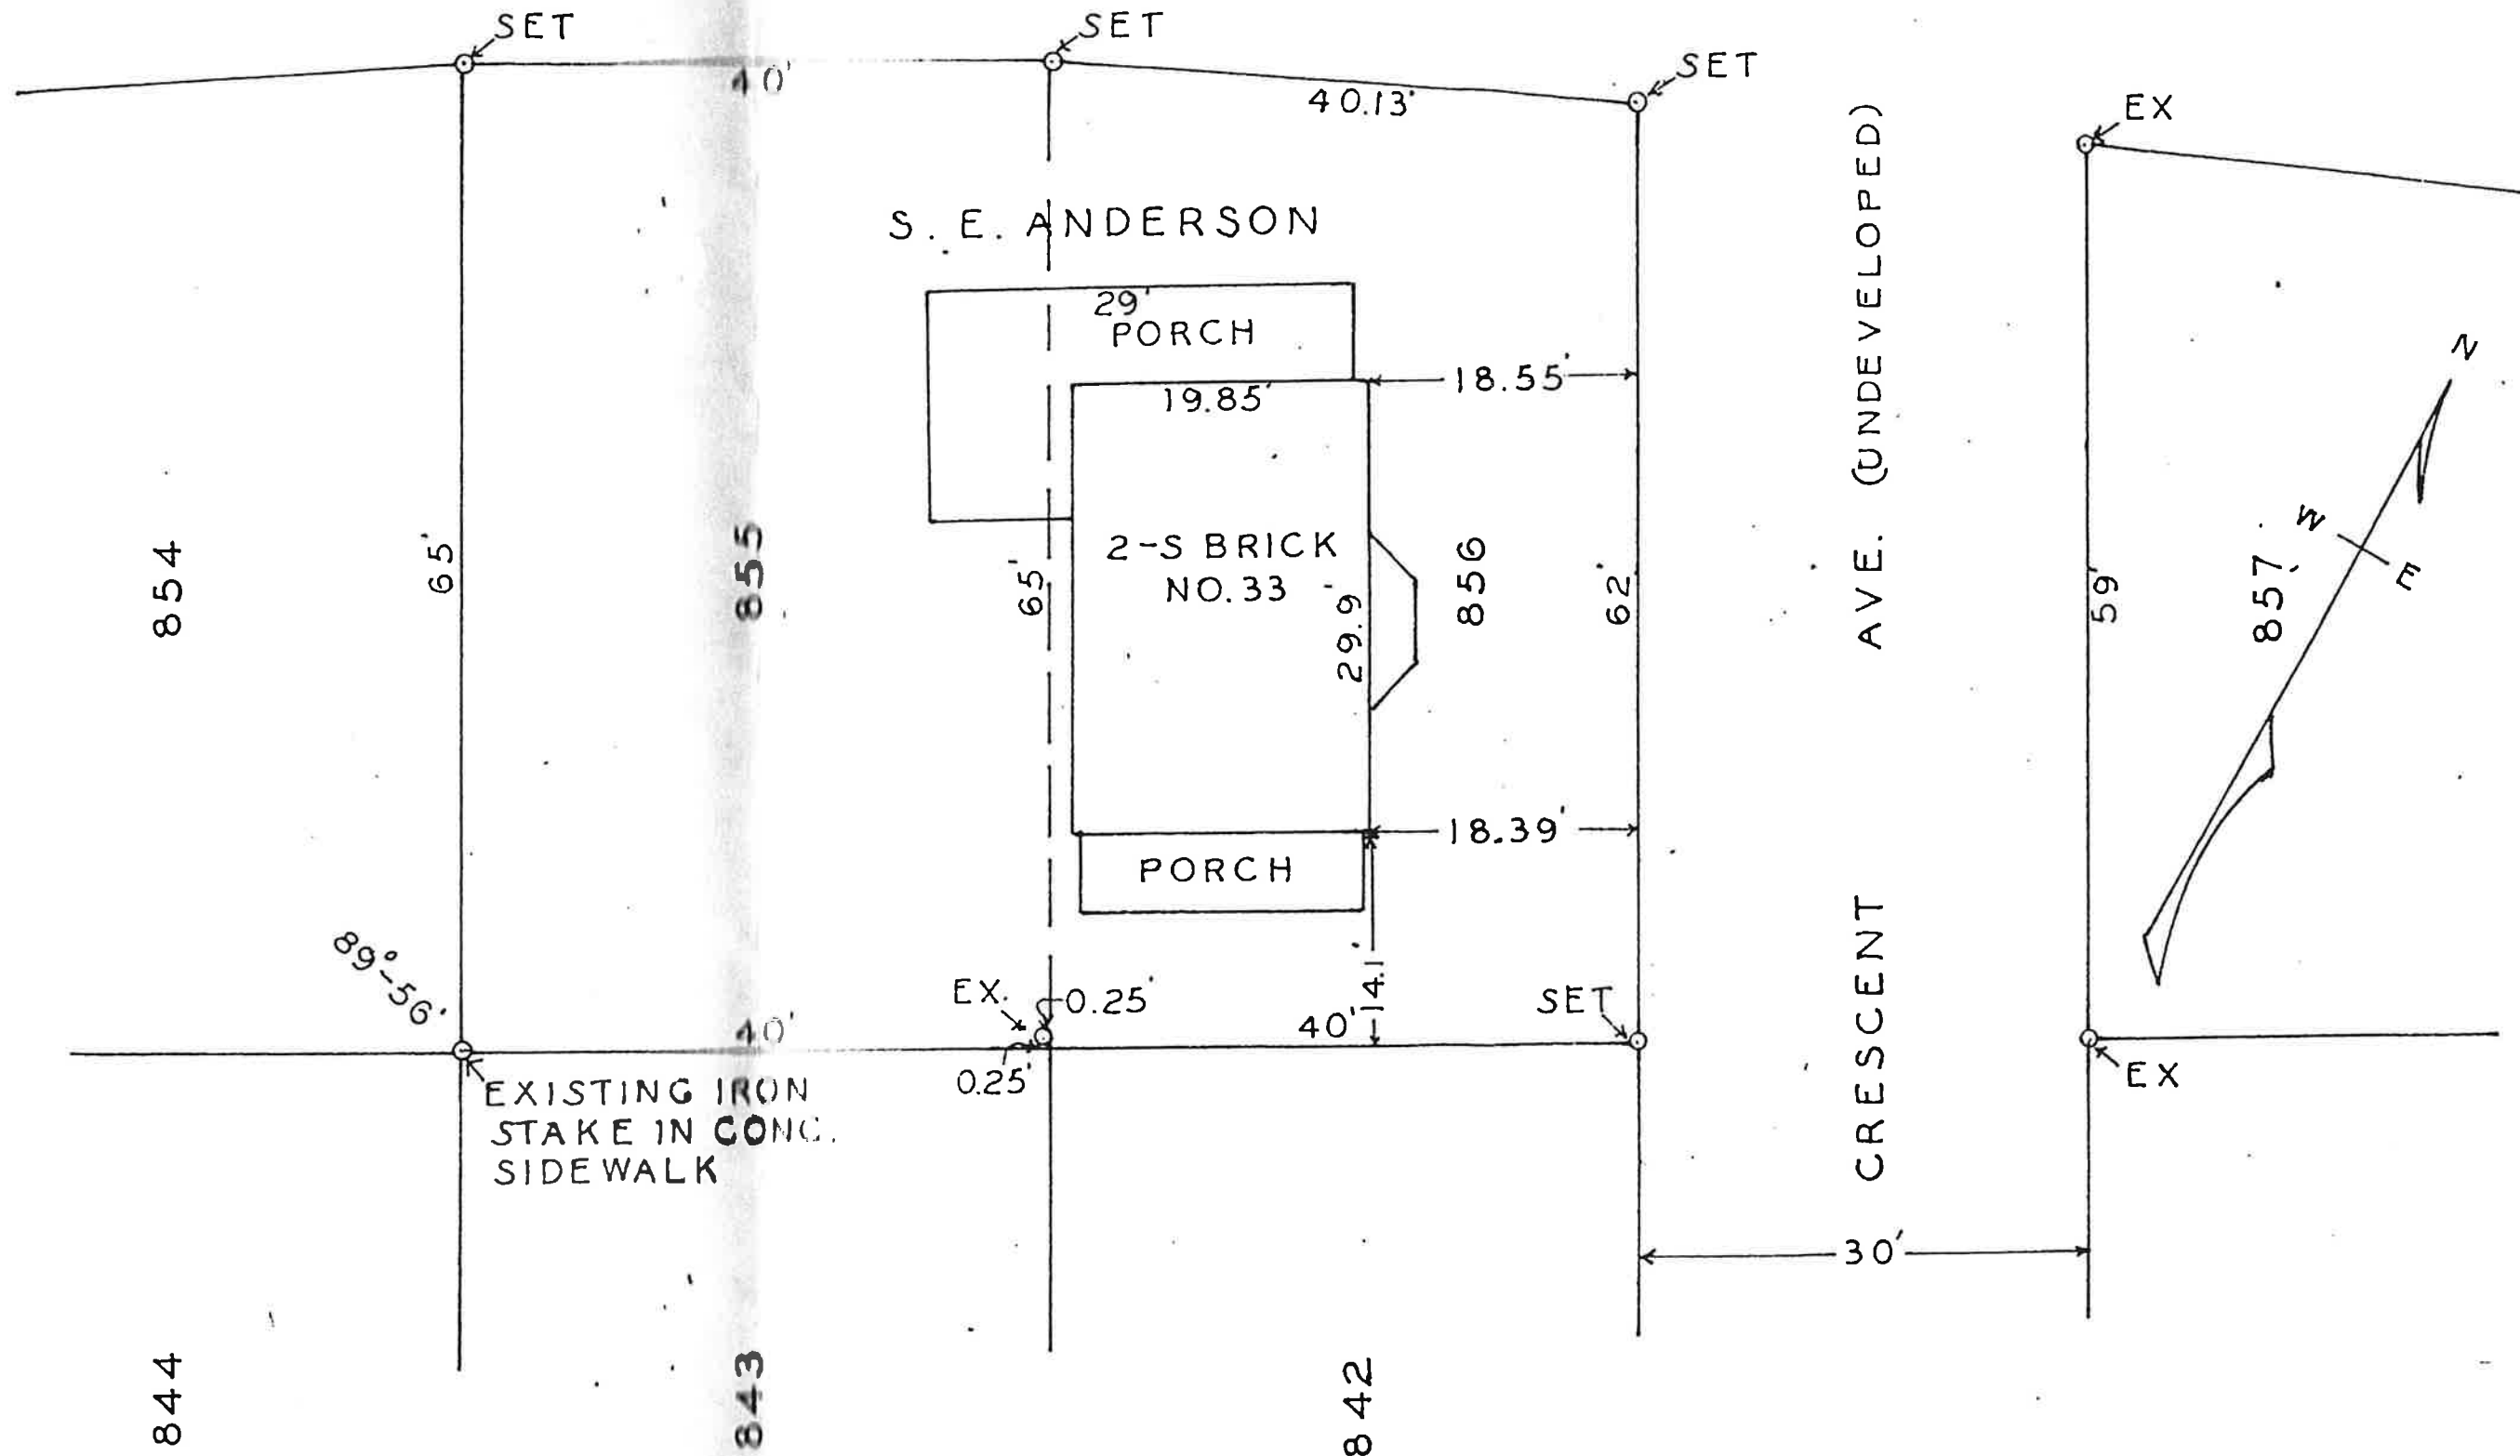 SET
SET
SET
EX
40'
40.13'
S. E. ANDERSON
29'
PORCH
19.85'
18.55'
2-S BRICK
NO. 33
29.9'
854
65'
855
65'
856
62'
AVE. (UNDEVELOPED)
CRESCENT
59'
857
N
W
E
18.39'
PORCH
14.1'
89°-56'
40'
EX.
0.25'
0.25'
40'
SET
EX
EXISTING IRON
STAKE IN CONC.
SIDEWALK
30'
844
843
842